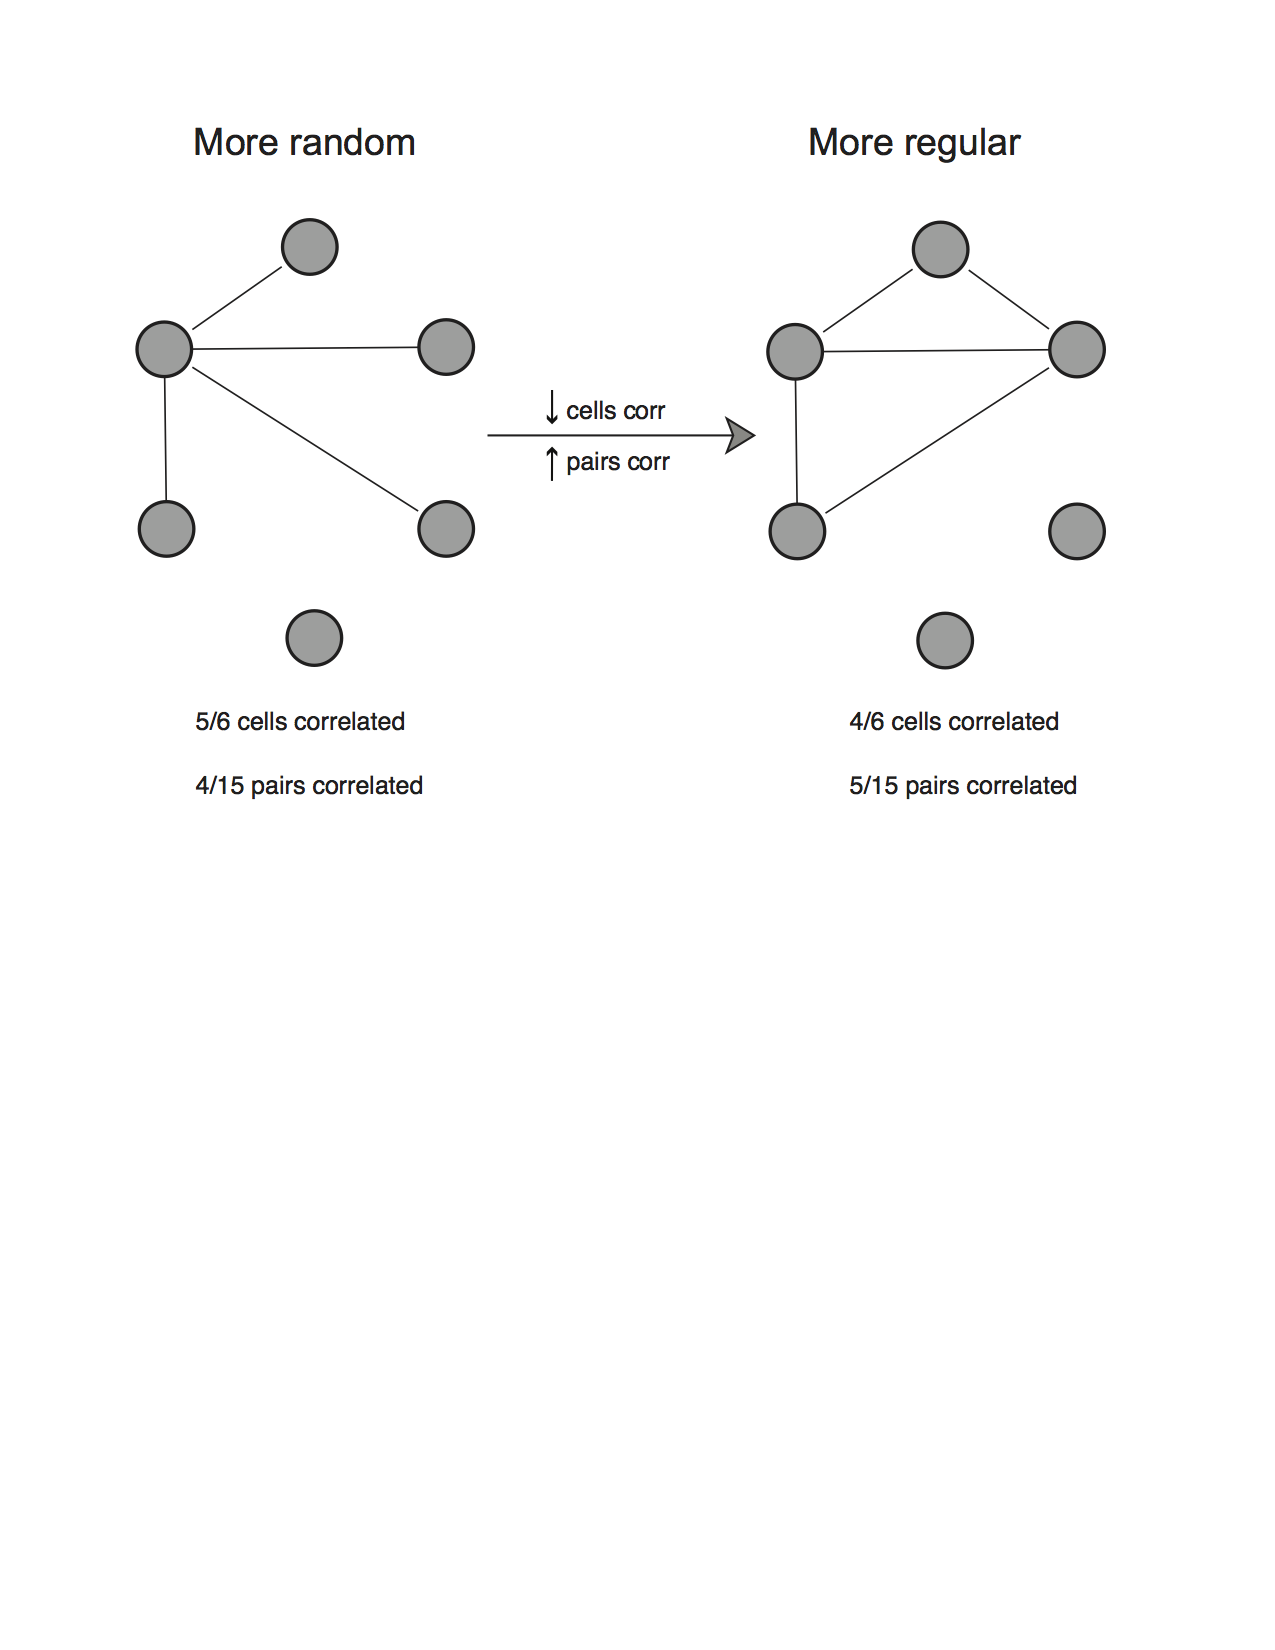 More random
More regular
↓ cells corr
↑ pairs corr
5/6 cells correlated
4/6 cells correlated
4/15 pairs correlated
5/15 pairs correlated